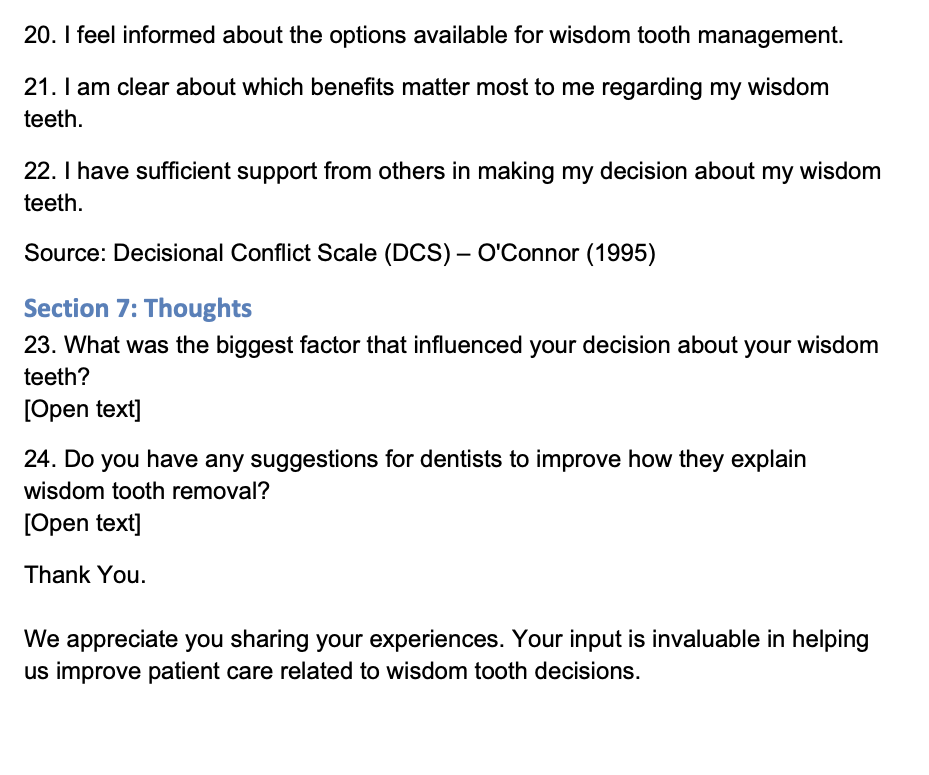 20. I feel informed about the options available for wisdom tooth management.
21. I am clear about which benefits matter most to me regarding my wisdom
teeth.
22. I have sufficient support from others in making my decision about my wisdom
teeth.
Source: Decisional Conflict Scale (DCS) – O'Connor (1995)
Section 7: Thoughts
23. What was the biggest factor that influenced your decision about your wisdom
teeth?
[Open text]
24. Do you have any suggestions for dentists to improve how they explain
wisdom tooth removal?
[Open text]
Thank You.
We appreciate you sharing your experiences. Your input is invaluable in helping
us improve patient care related to wisdom tooth decisions.